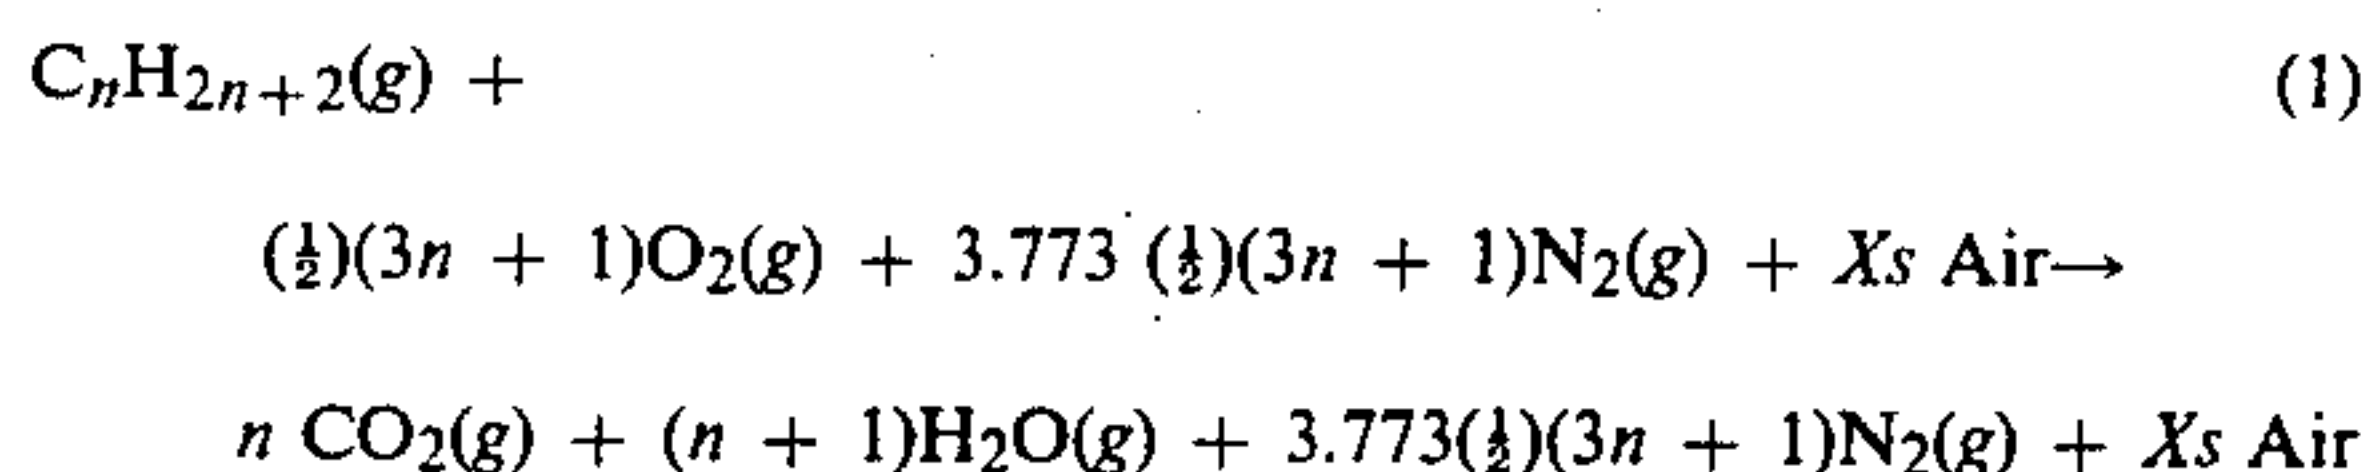 CₙH₂ₙ₊₂(g) + (1)
(½)(3n + 1)O₂(g) + 3.773 (½)(3n + 1)N₂(g) + Xs Air→
n CO₂(g) + (n + 1)H₂O(g) + 3.773(½)(3n + 1)N₂(g) + Xs Air